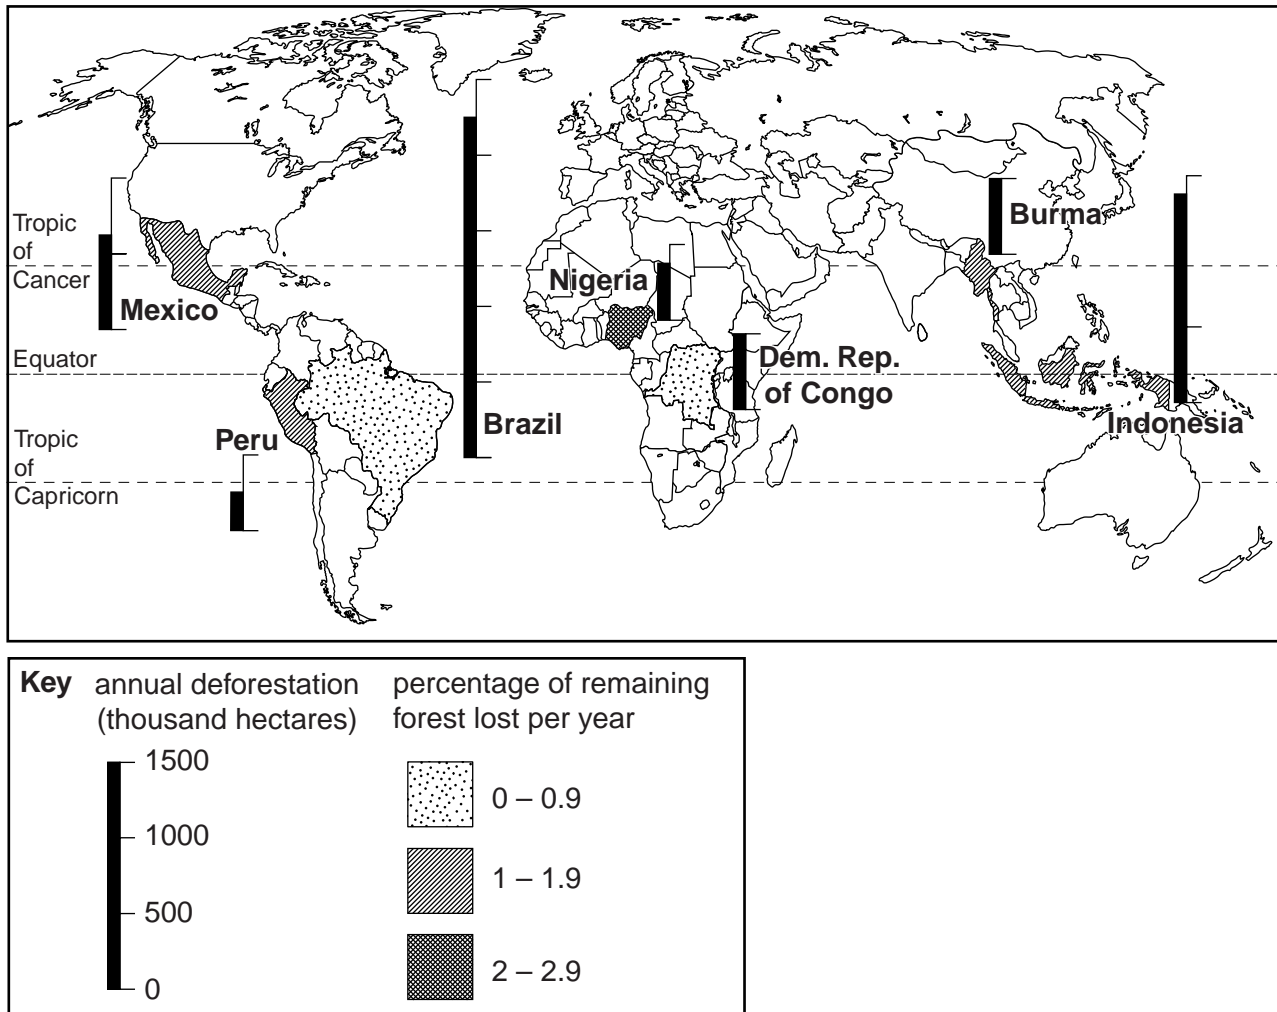 Tropic
of
Cancer
Mexico
Equator
Tropic
of
Capricorn
Peru
Brazil
Nigeria
Dem. Rep.
of Congo
Burma
Indonesia
Key
annual deforestation
(thousand hectares)
1500
1000
500
0
percentage of remaining
forest lost per year
0 – 0.9
1 – 1.9
2 – 2.9